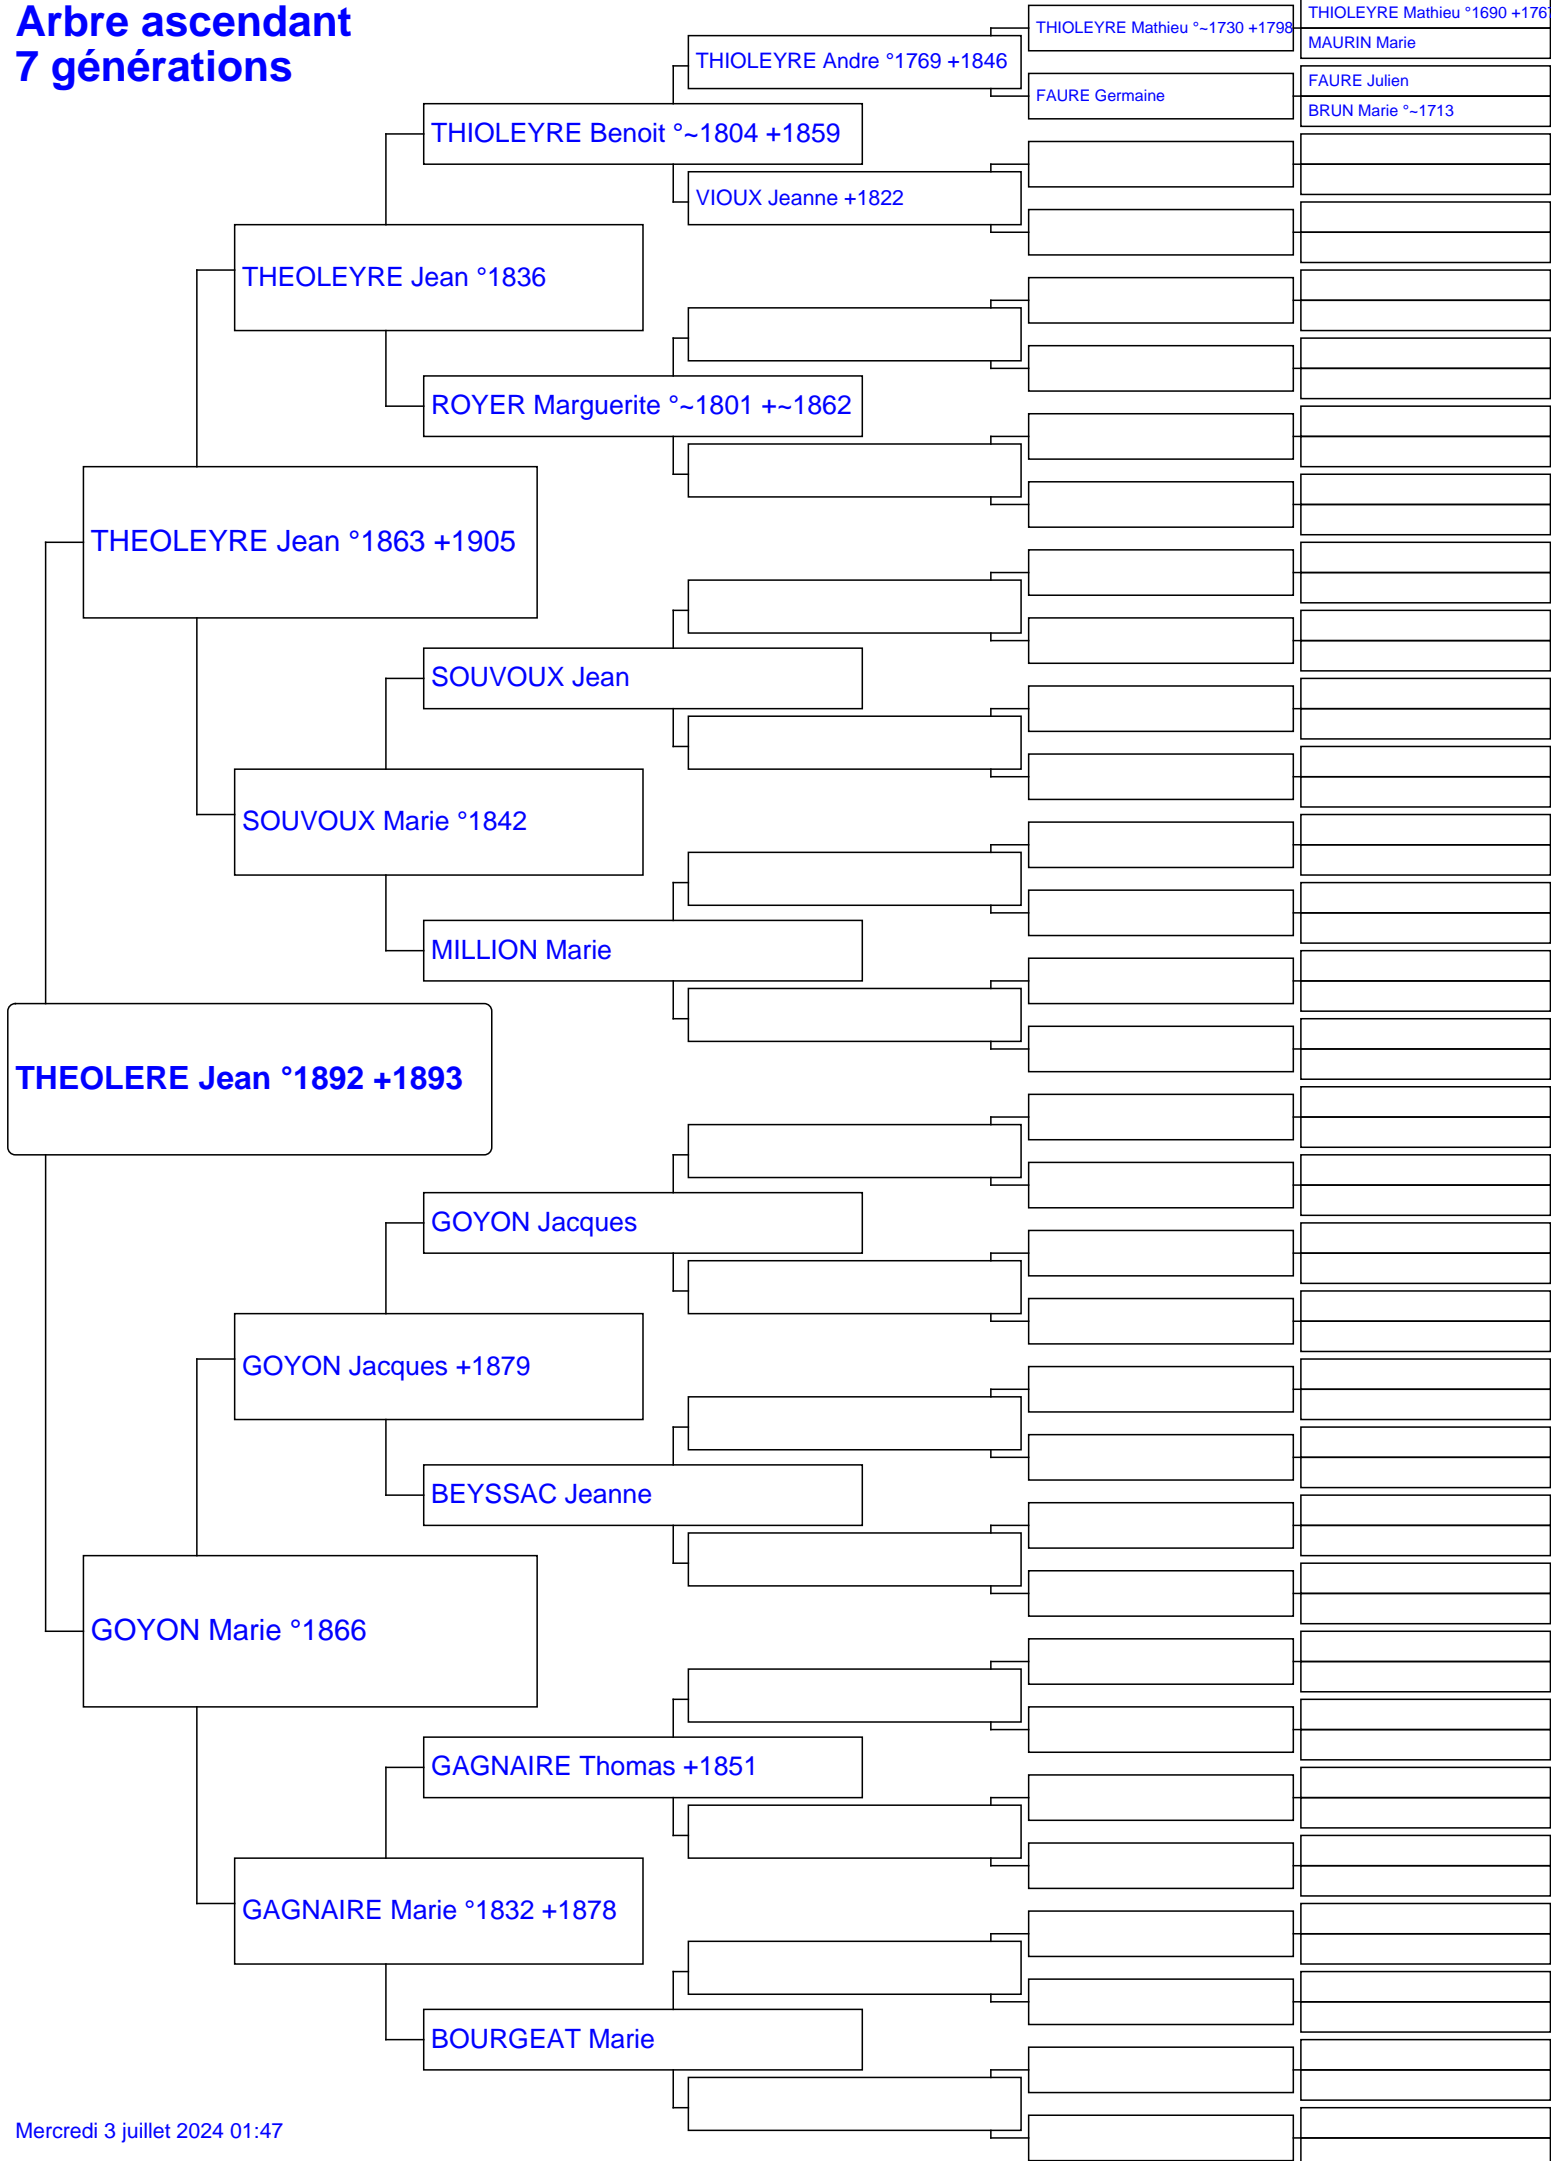 Arbre ascendant
7 générations
THIOLEYRE Mathieu °1690 +176
THIOLEYRE Mathieu °~1730 +1798
MAURIN Marie
THIOLEYRE Andre °1769 +1846
FAURE Julien
FAURE Germaine
BRUN Marie °~1713
THIOLEYRE Benoit °~1804 +1859
VIOUX Jeanne +1822
THEOLEYRE Jean °1836
ROYER Marguerite °~1801 +~1862
THEOLEYRE Jean °1863 +1905
SOUVOUX Jean
SOUVOUX Marie °1842
MILLION Marie
THEOLERE Jean °1892 +1893
GOYON Jacques
GOYON Jacques +1879
BEYSSAC Jeanne
GOYON Marie °1866
GAGNAIRE Thomas +1851
GAGNAIRE Marie °1832 +1878
BOURGEAT Marie
Mercredi 3 juillet 2024 01:47